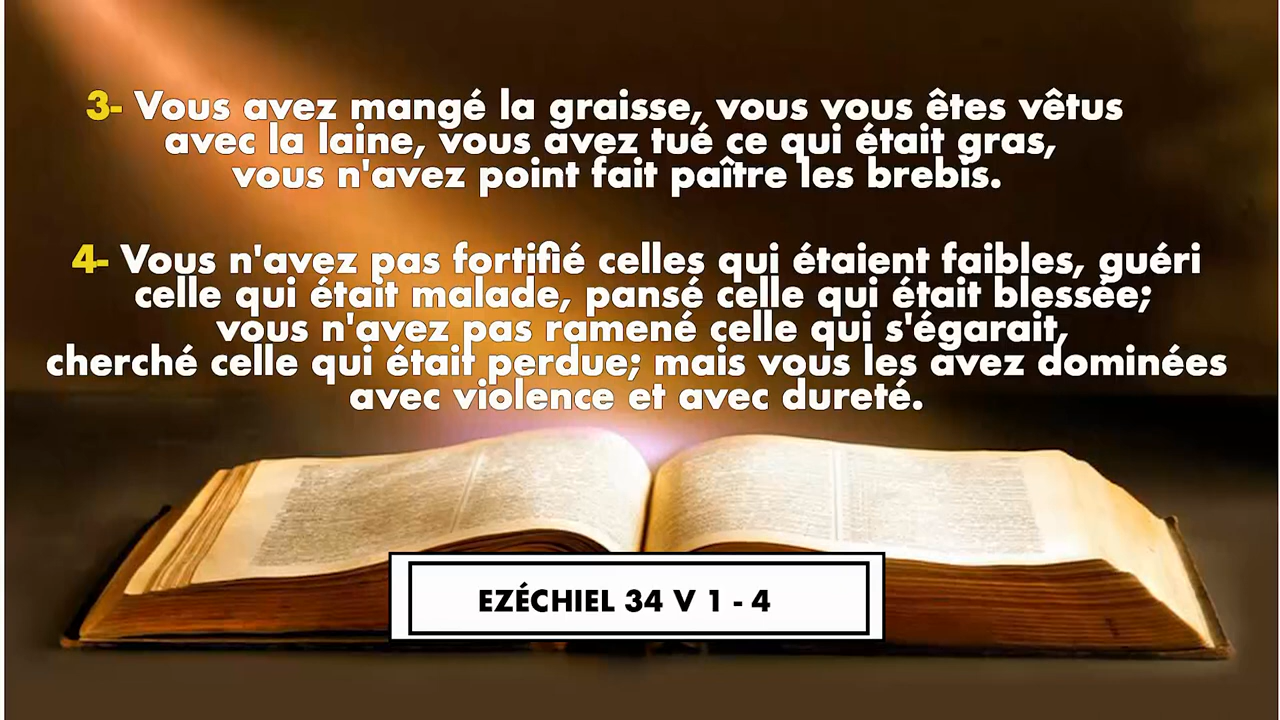 3- Vous avez mangé la graisse, vous vous êtes vêtus
avec la laine, vous avez tué ce qui était gras,
vous n'avez point fait paître les brebis.
4- Vous n'avez pas fortifié celles qui étaient faibles, guéri
celle qui était malade, pansé celle qui était blessée;
vous n'avez pas ramené celle qui s'égarait,
cherché celle qui était perdue; mais vous les avez dominées
avec violence et avec dureté.
EZÉCHIEL 34 V 1 - 4